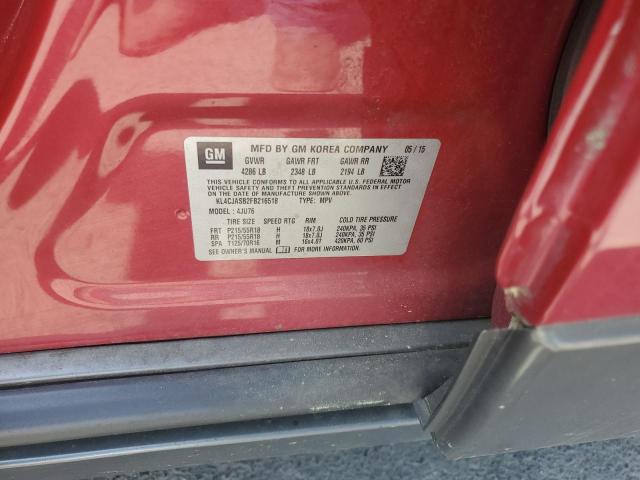 GM MFD BY GM KOREA COMPANY 05/15
GVWR GAWR FRT GAWR RR
4286 LB 2348 LB 2194 LB
THIS VEHICLE CONFORMS TO ALL APPLICABLE U.S. FEDERAL MOTOR
VEHICLE SAFETY, BUMPER, AND THEFT PREVENTION STANDARDS IN
EFFECT ON THE DATE OF MANUFACTURE SHOWN ABOVE.
KL4CJASB2FB216518 TYPE: MPV
MODEL: 4JU76
TIRE SIZE SPEED RTG RIM COLD TIRE PRESSURE
FRT P215/55R18 H 18x7.0J 240KPA, 35 PSI
RR P215/55R18 H 18x7.0J 240KPA, 35 PSI
SPA T125/70R16 M 16x4.0T 420KPA, 60 PSI
SEE OWNER'S MANUAL FOR MORE INFORMATION.